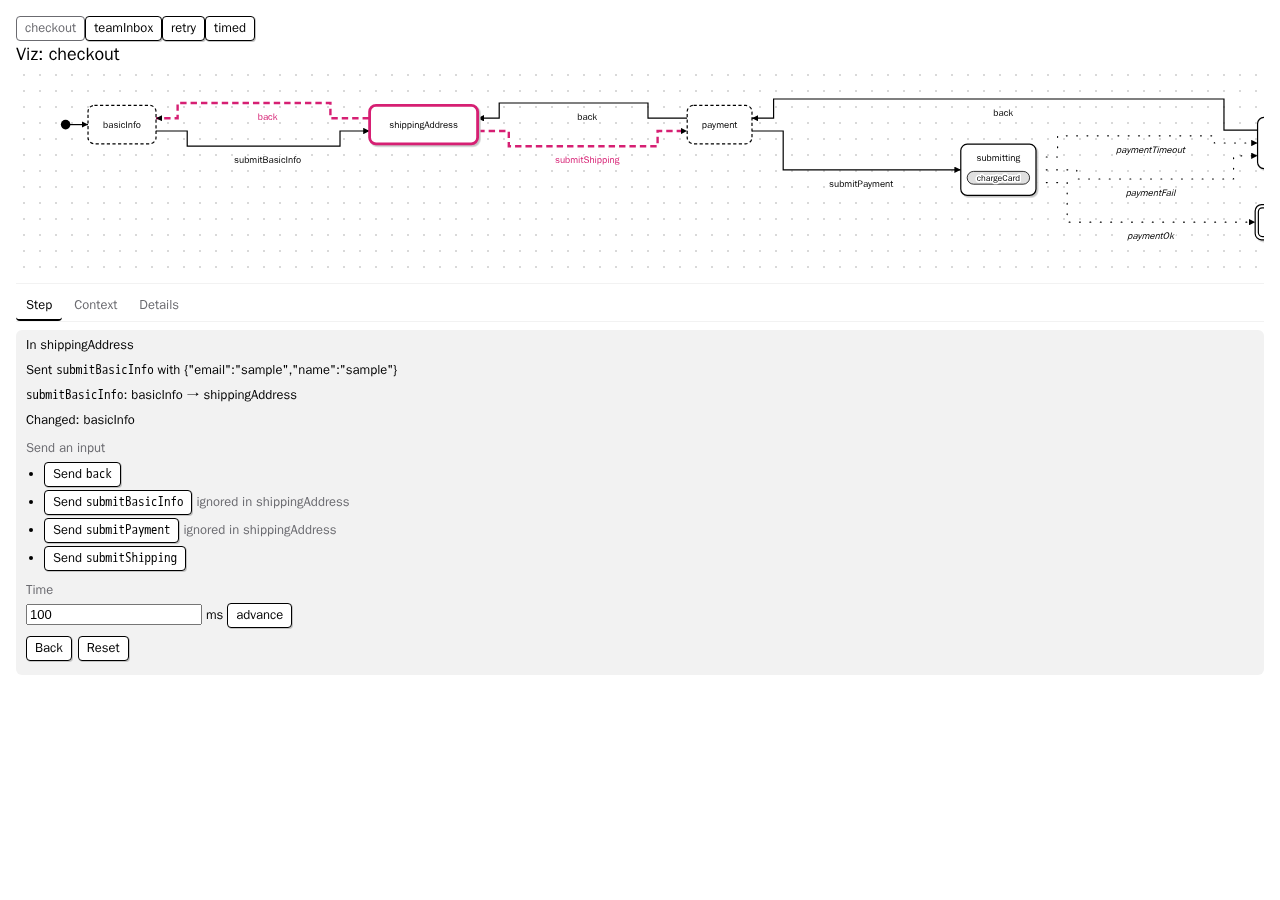 checkout teamInbox retry timed
Viz: checkout
basicInfo
back
submitBasicInfo
shippingAddress
back
submitShipping
payment
submitPayment
back
submitting
chargeCard
paymentTimeout
paymentFail
paymentOk
Step Context Details
In shippingAddress
Sent submitBasicInfo with {"email":"sample","name":"sample"}
submitBasicInfo: basicInfo → shippingAddress
Changed: basicInfo
Send an input
• Send back
• Send submitBasicInfo ignored in shippingAddress
• Send submitPayment ignored in shippingAddress
• Send submitShipping
Time
100 ms advance
Back Reset